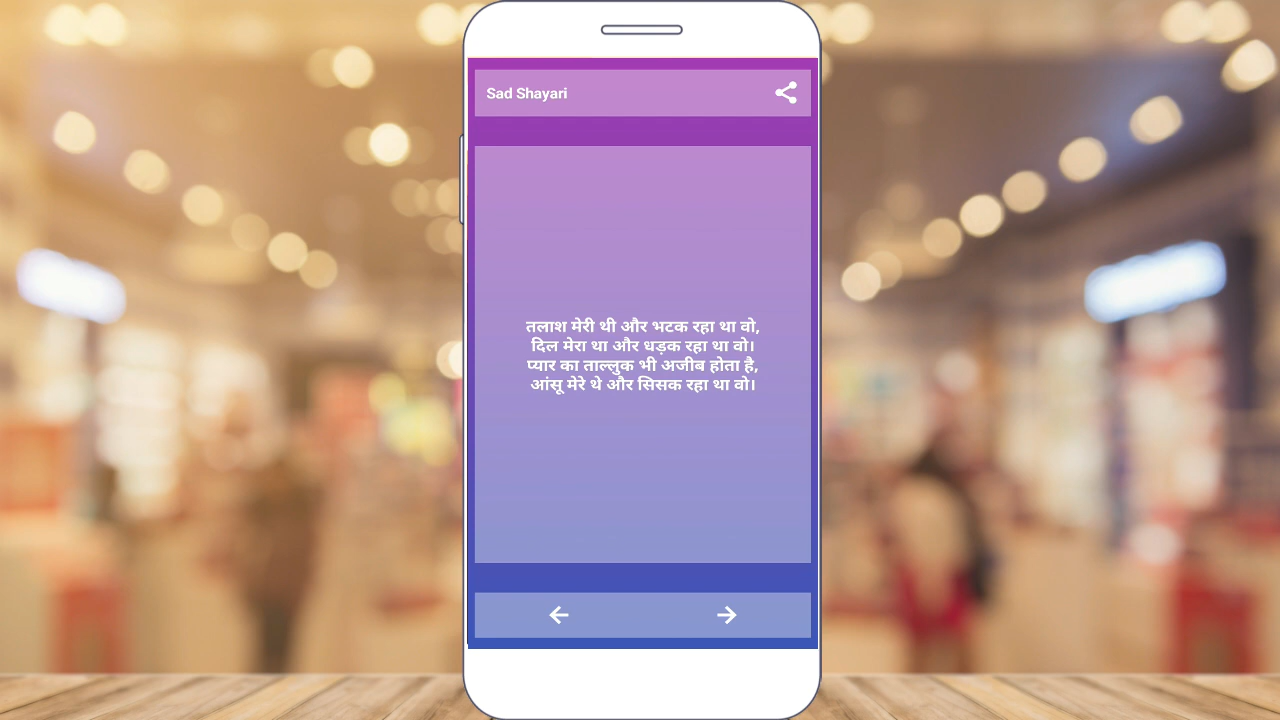 Sad Shayari
तलाश मेरी थी और भटक रहा था वो,
दिल मेरा था और धड़क रहा था वो।
प्यार का ताल्लुक भी अजीब होता है,
आंसू मेरे थे और सिसक रहा था वो।